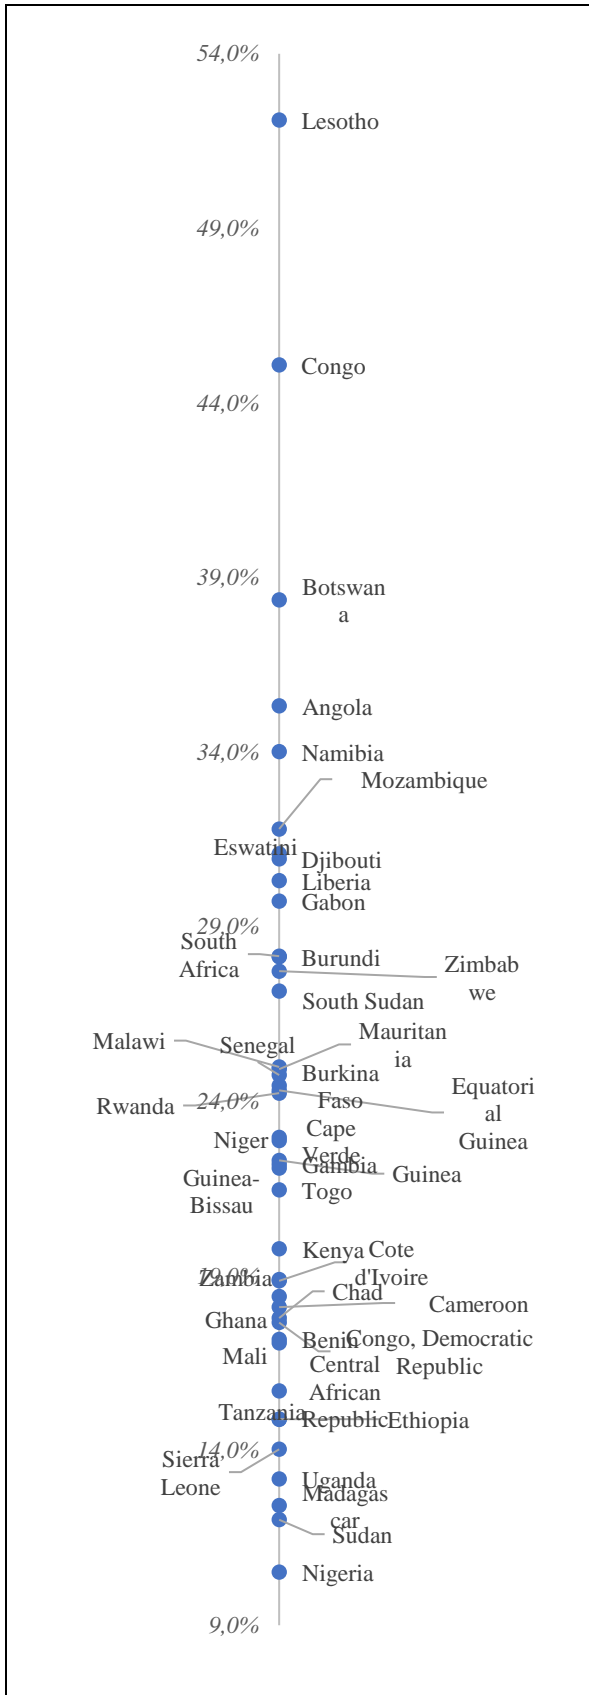 54,0%
Lesotho
49,0%
Congo
44,0%
39,0%
Botswan
a
Angola
34,0%
Namibia
Mozambique
Eswatini
Djibouti
Liberia
Gabon
29,0%
South
Africa
Burundi
Zimbab
we
South Sudan
Malawi
Senegal
Mauritan
ia
Burkina
Faso
24,0%
Rwanda
Equatori
al
Guinea
Cape
Verde
Niger
Gambia
Guinea
Guinea-
Bissau
Togo
Kenya
Cote
d'Ivoire
19,0%
Zambia
Chad
Cameroon
Ghana
Benin
Congo, Democratic
Republic
Mali
Central
African
Republic
Tanzania
Ethiopia
14,0%
Sierra
Leone
Uganda
Madagas
car
Sudan
Nigeria
9,0%